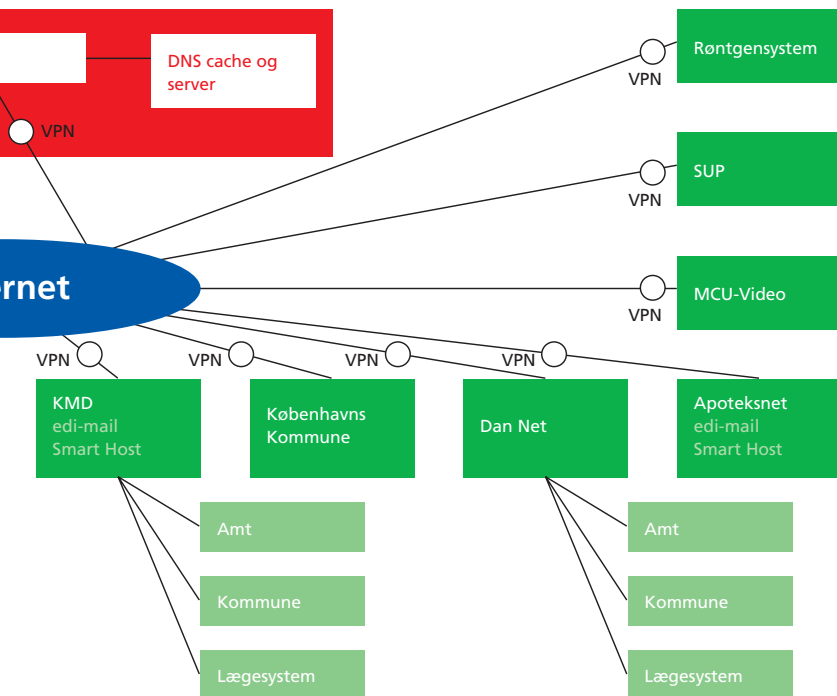 DNS cache og
server
VPN
Røntgensystem
VPN
SUP
VPN
rnet
MCU-Video
VPN
VPN
VPN
VPN
VPN
KMD
edi-mail
Smart Host
Københavns
Kommune
Dan Net
Apoteksnet
edi-mail
Smart Host
Amt
Kommune
Lægesystem
Amt
Kommune
Lægesystem